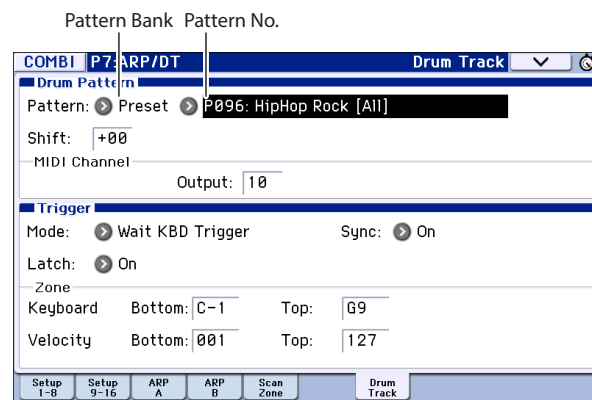 Pattern Bank Pattern No.
COMBI P7:ARP/DT Drum Track
Drum Pattern
Pattern: Preset P096: HipHop Rock [All]
Shift: +00
MIDI Channel
Output: 10
Trigger
Mode: Wait KBD Trigger Sync: On
Latch: On
Zone
Keyboard Bottom: C-1 Top: G9
Velocity Bottom: 001 Top: 127
Setup 1-8 Setup 9-16 ARP A ARP B Scan Zone Drum Track